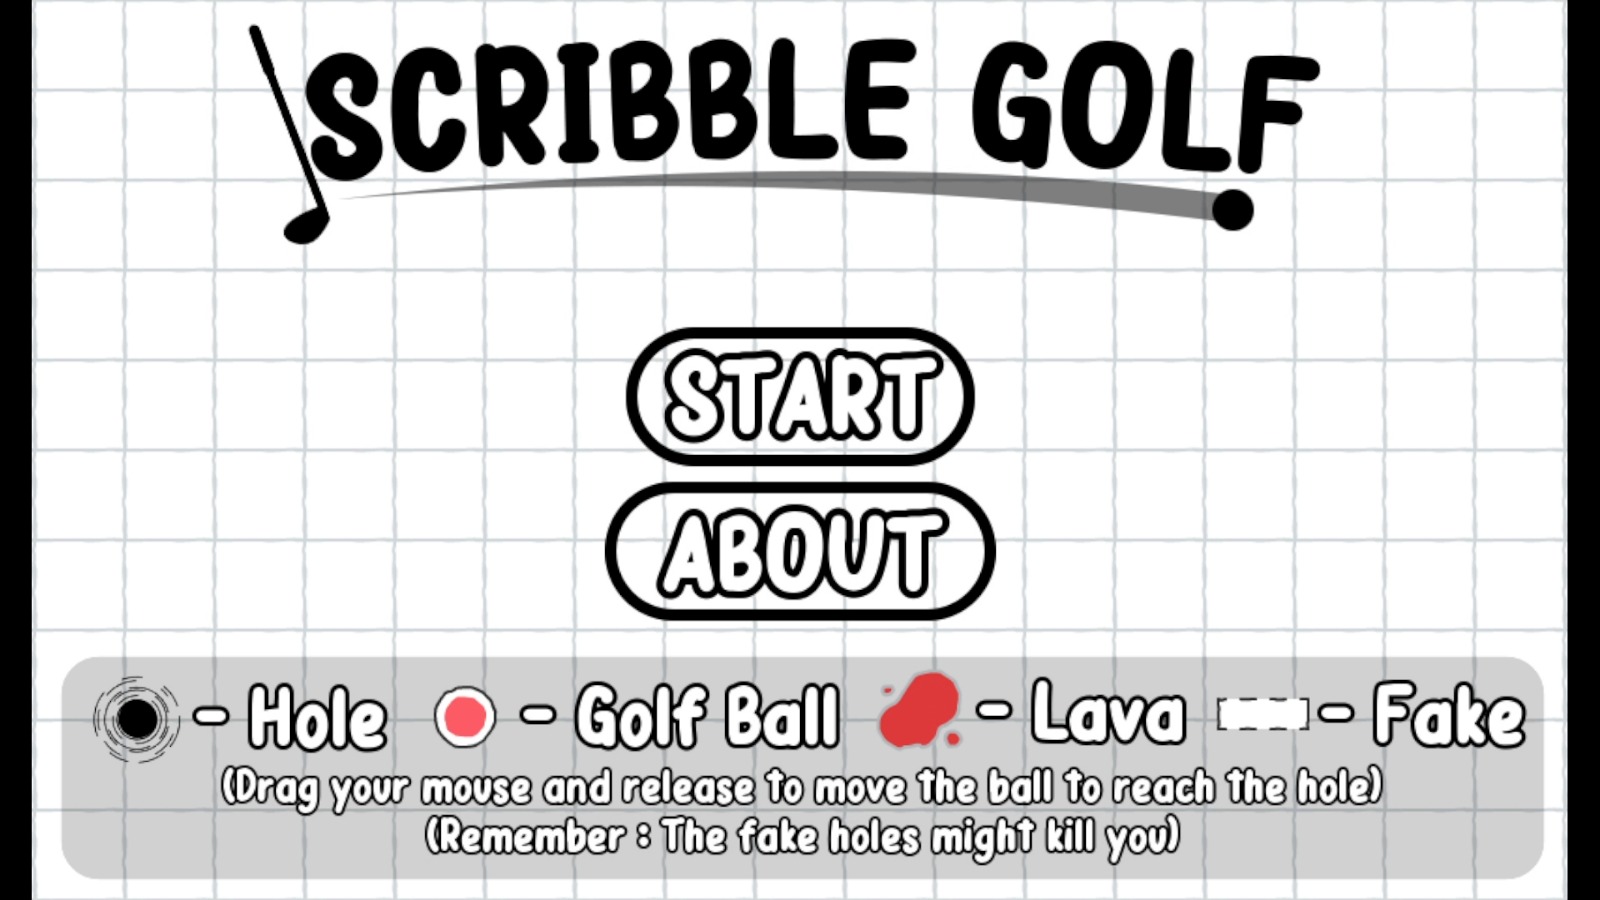 SCRIBBLE GOLF
START
ABOUT
- Hole - Golf Ball - Lava - Fake
(Drag your mouse and release to move the ball to reach the hole)
(Remember : The fake holes might kill you)